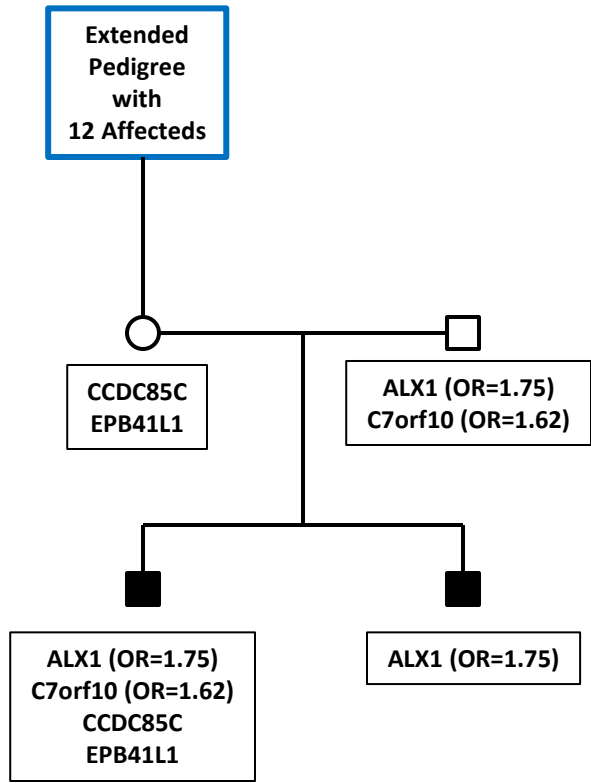 Extended
Pedigree
with
12 Affecteds
CCDC85C
EPB41L1
ALX1 (OR=1.75)
C7orf10 (OR=1.62)
ALX1 (OR=1.75)
C7orf10 (OR=1.62)
CCDC85C
EPB41L1
ALX1 (OR=1.75)